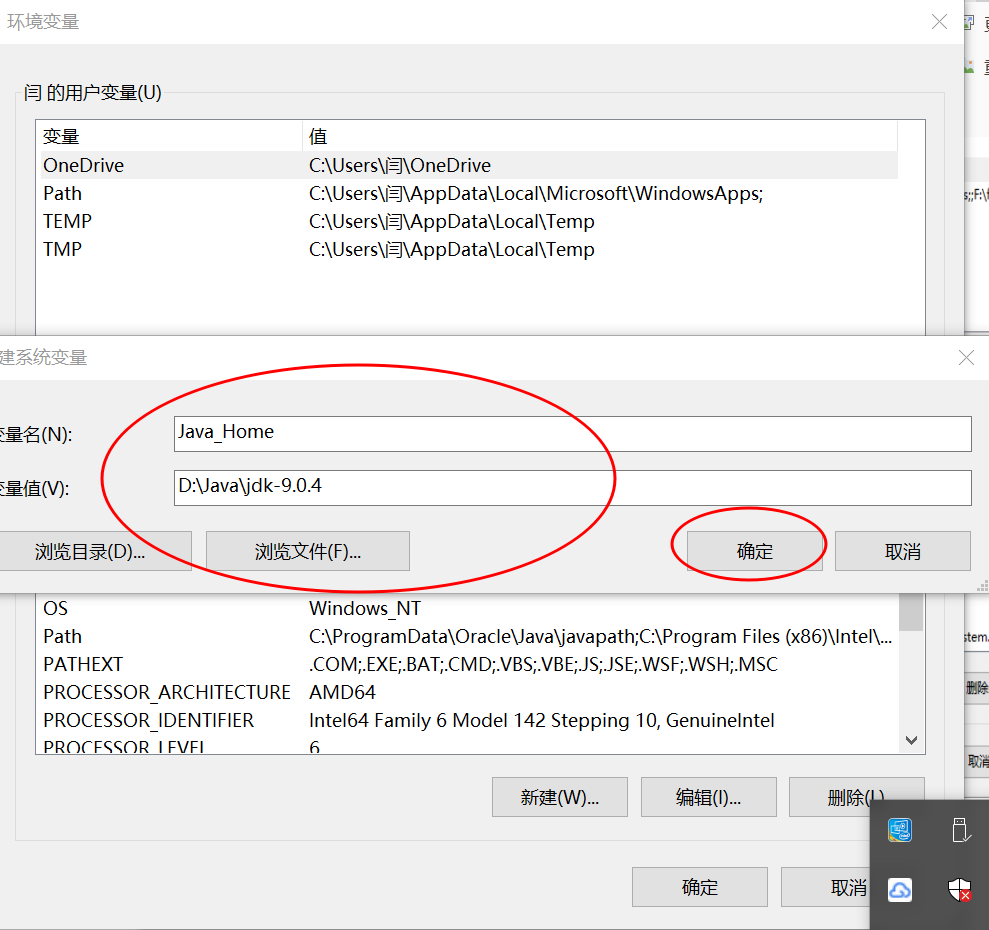 环境变量
闫 的用户变量(U)
变量 值
OneDrive C:\Users\闫\OneDrive
Path C:\Users\闫\AppData\Local\Microsoft\WindowsApps;
TEMP C:\Users\闫\AppData\Local\Temp
TMP C:\Users\闫\AppData\Local\Temp
s;;F:\f
建系统变量
变量名(N): Java_Home
变量值(V): D:\Java\jdk-9.0.4
浏览目录(D)... 浏览文件(F)... 确定 取消
OS Windows_NT
Path C:\ProgramData\Oracle\Java\javapath;C:\Program Files (x86)\Intel\...
PATHEXT .COM;.EXE;.BAT;.CMD;.VBS;.VBE;.JS;.JSE;.WSF;.WSH;.MSC
PROCESSOR_ARCHITECTURE AMD64
PROCESSOR_IDENTIFIER Intel64 Family 6 Model 142 Stepping 10, GenuineIntel
PROCESSOR_LEVEL 6
stem.
删除
取消
新建(W)... 编辑(I)... 删除(L)
确定 取消